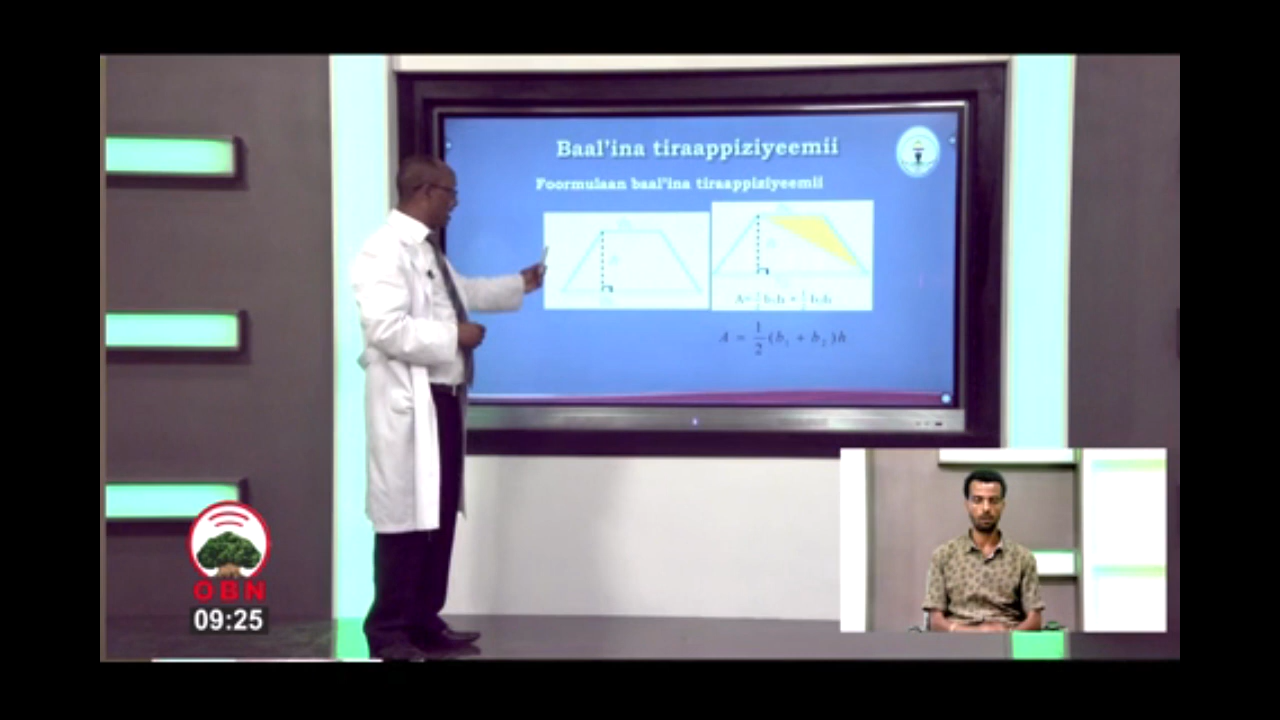 Baal'ina tiraappiziyeemii
Foormulaan baal'ina tiraappiziyeemii
A = 1/2 (b₁ + b₂)h
OBN
09:25